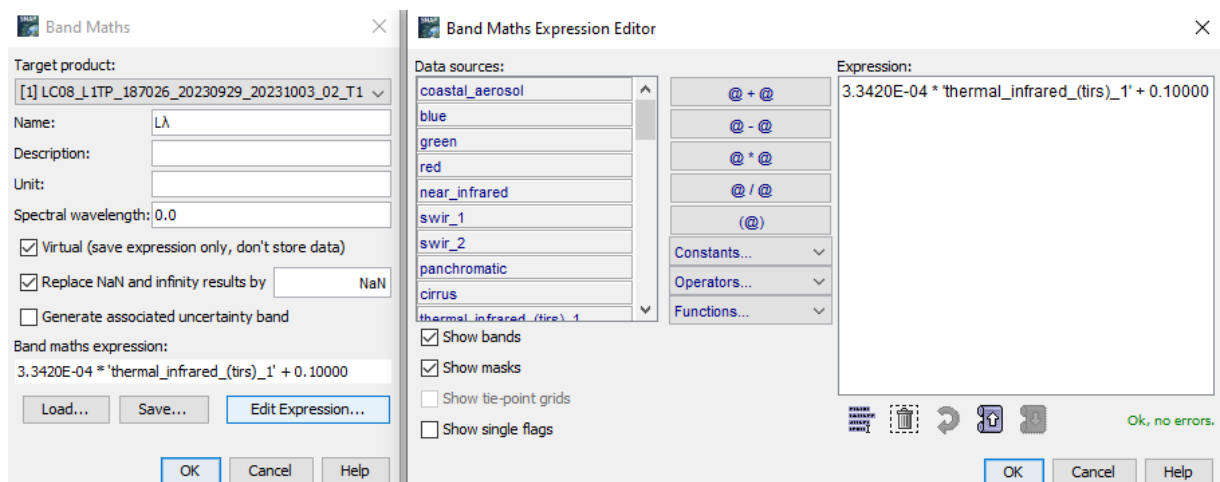 Band Maths
Target product:
[1] LC08_L1TP_187026_20230929_20231003_02_T1
Name: Lλ
Description:
Unit:
Spectral wavelength: 0.0
Virtual (save expression only, don't store data)
Replace NaN and infinity results by NaN
Generate associated uncertainty band
Band maths expression:
3.3420E-04 * 'thermal_infrared_(tirs)_1' + 0.10000
Load... Save... Edit Expression...
OK Cancel Help
Band Maths Expression Editor
Data sources:
coastal_aerosol
blue
green
red
near_infrared
swir_1
swir_2
panchromatic
cirrus
thermal_infrared_(tirs)_1
Show bands
Show masks
Show tie-point grids
Show single flags
@ + @
@ - @
@ * @
@ / @
(@)
Constants...
Operators...
Functions...
Expression:
3.3420E-04 * 'thermal_infrared_(tirs)_1' + 0.10000
Ok, no errors.
OK Cancel Help